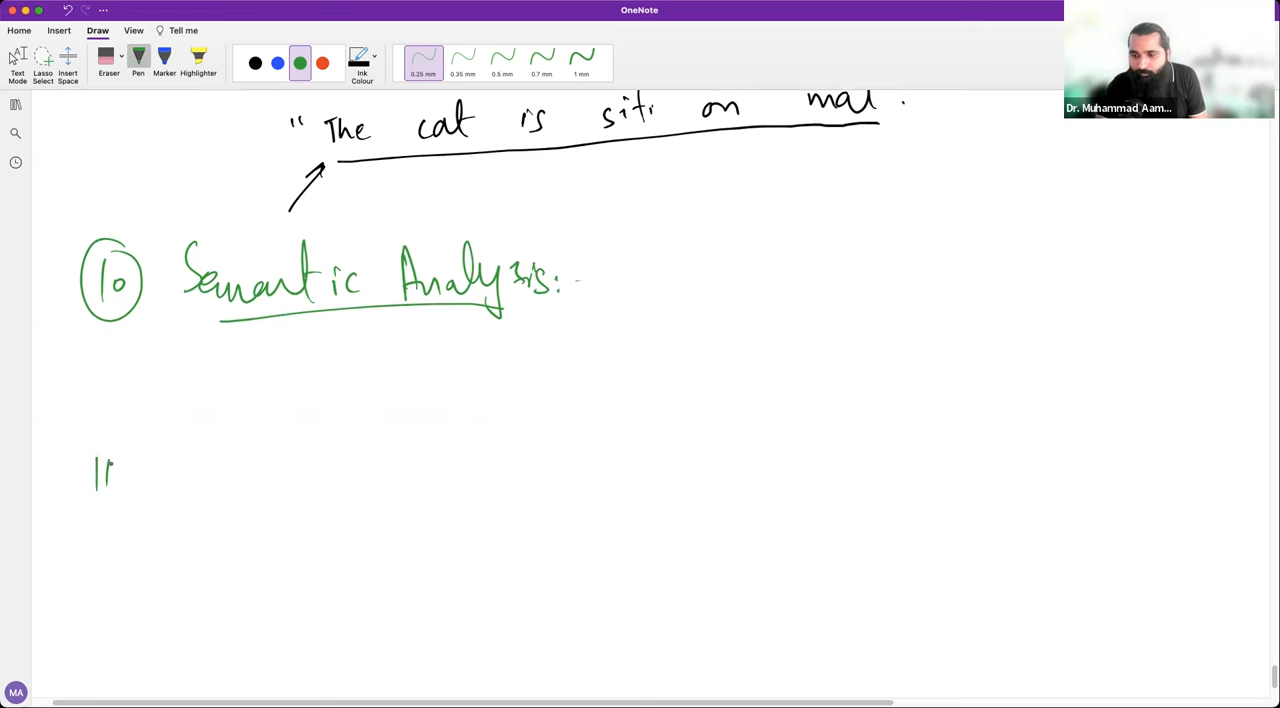 OneNote
Home Insert Draw View Tell me
Text Mode
Lasso Select
Insert Space
Eraser
Pen
Marker
Highlighter
Ink Colour
0.25 mm
0.35 mm
0.5 mm
0.7 mm
1 mm
Dr. Muhammad Aam...
" The cat is siti on mat .
10 Semantic Analysis: -
11
MA